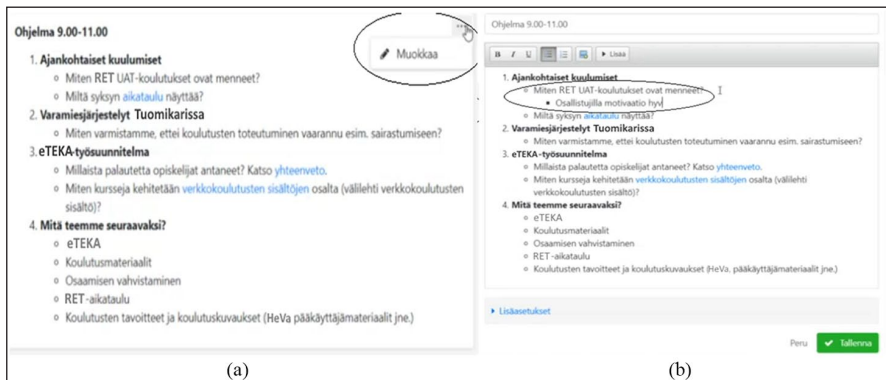 Ohjelma 9.00-11.00
...
Muokkaa
1. Ajankohtaiset kuulumiset
Miten RET UAT-koulutukset ovat menneet?
Miltä syksyn aikataulu näyttää?
2. Varamiesjärjestelyt Tuomikarissa
Miten varmistamme, ettei koulutusten toteutuminen vaarannu esim. sairastumiseen?
3. eTEKA-työsuunnitelma
Millaista palautetta opiskelijat antaneet? Katso yhteenveto.
Miten kursseja kehitetään verkkokoulutusten sisältöjen osalta (välilehti verkkokoulutusten
sisältö)?
4. Mitä teemme seuraavaksi?
eTEKA
Koulutusmateriaalit
Osaamisen vahvistaminen
RET-aikataulu
Koulutusten tavoitteet ja koulutuskuvaukset (HeVa pääkäyttäjämateriaalit jne.)
(a)
Ohjelma 9.00-11.00
B I U Lisää
1. Ajankohtaiset kuulumiset
Miten RET UAT-koulutukset ovat menneet?
Osallistujilla motivaatio hyv
Miltä syksyn aikataulu näyttää?
2. Varamiesjärjestelyt Tuomikarissa
Miten varmistamme, ettei koulutusten toteutuminen vaarannu esim. sairastumiseen?
3. eTEKA-työsuunnitelma
Millaista palautetta opiskelijat antaneet? Katso yhteenveto.
Miten kursseja kehitetään verkkokoulutusten sisältöjen osalta (välilehti
verkkokoulutusten sisältö)?
4. Mitä teemme seuraavaksi?
eTEKA
Koulutusmateriaalit
Osaamisen vahvistaminen
RET-aikataulu
Koulutusten tavoitteet ja koulutuskuvaukset (HeVa. pääkäyttäjämateriaalit jne.)
Lisäasetukset
Peru Tallenna
(b)